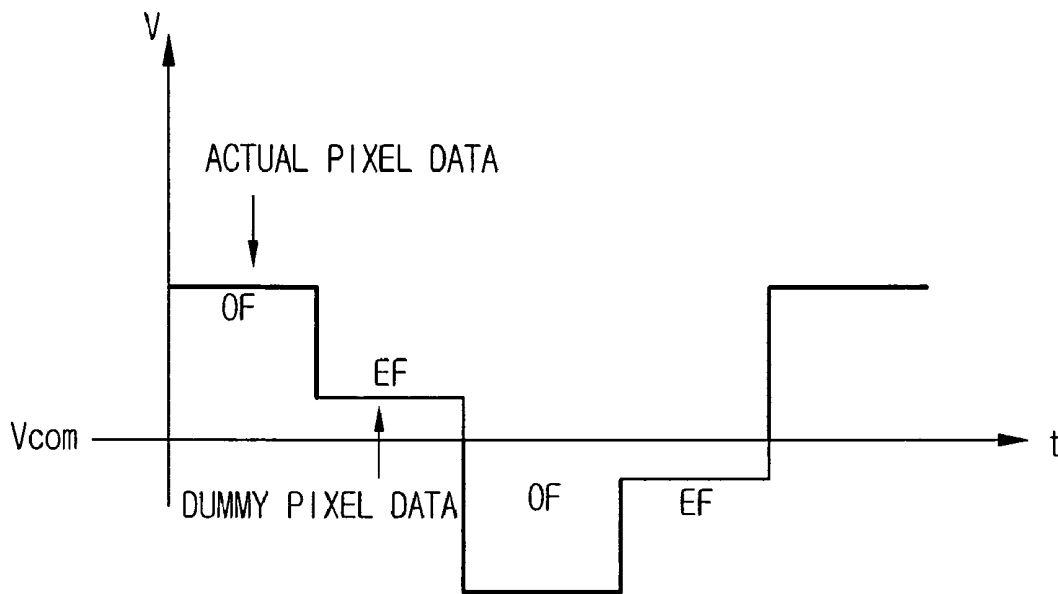 V
ACTUAL PIXEL DATA
OF
EF
Vcom
t
DUMMY PIXEL DATA
OF
EF